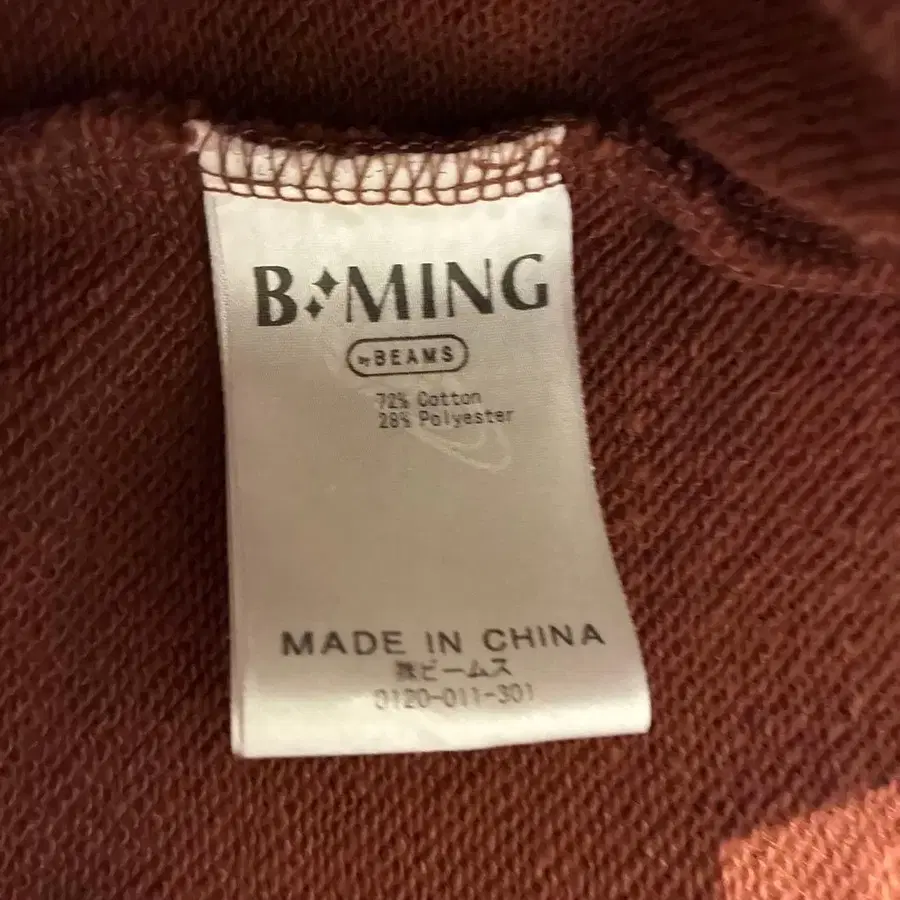 B MING
by BEAMS
72% Cotton
28% Polyester
MADE IN CHINA
㈱ビームス
0120-011-301